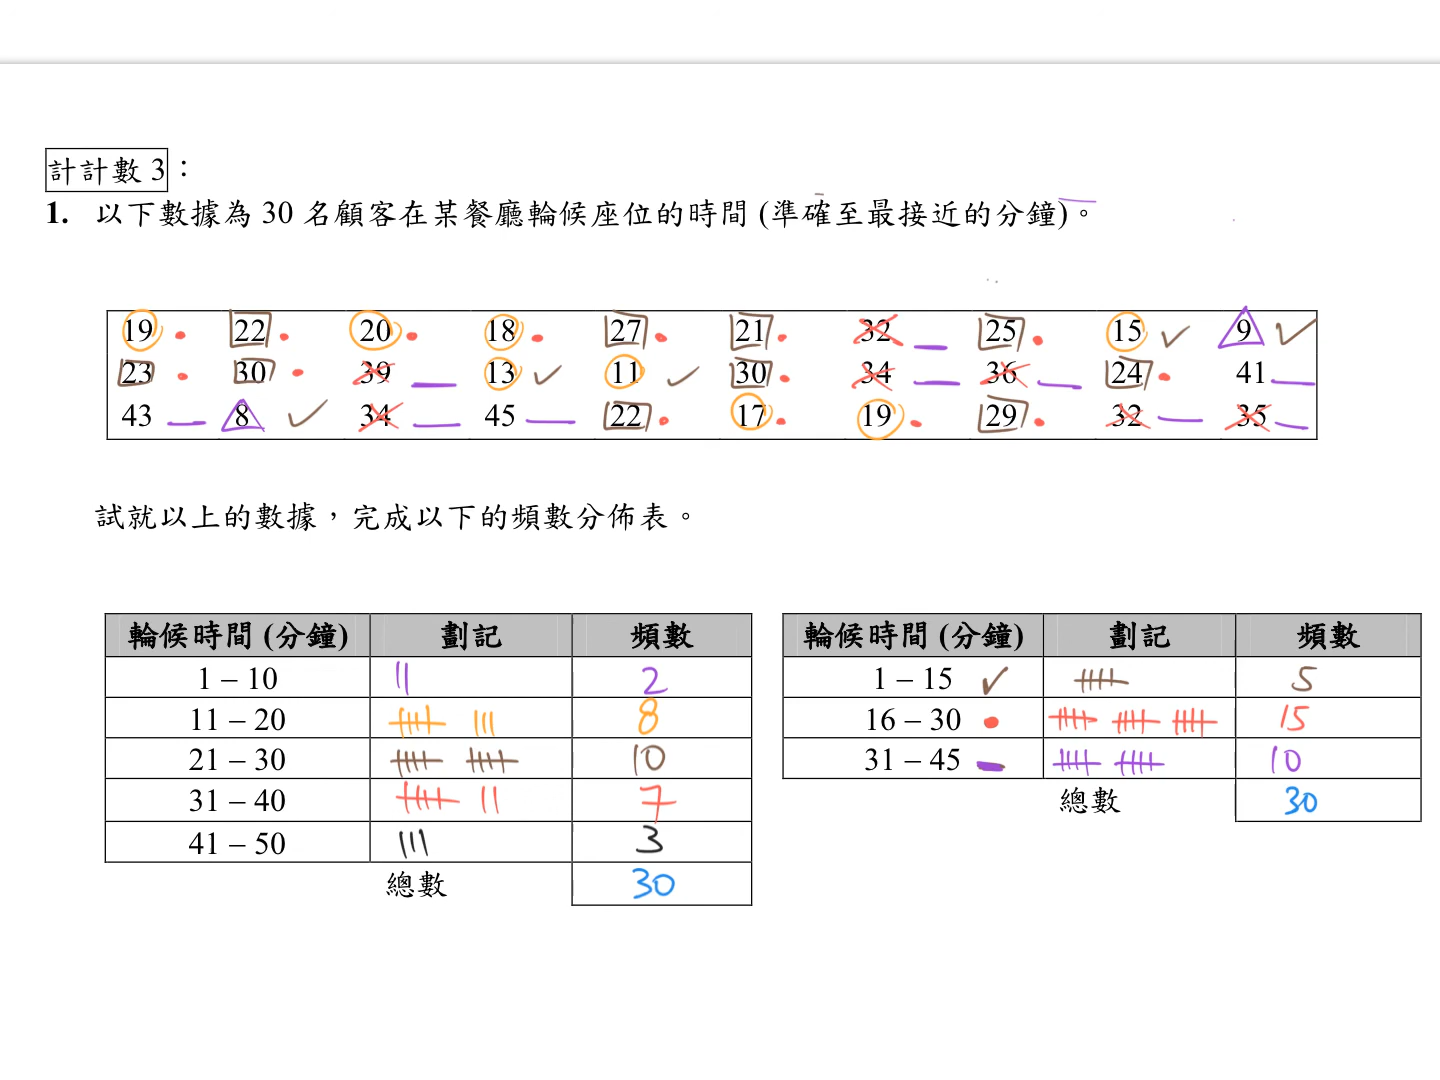 計計數 3：
1. 以下數據為 30 名顧客在某餐廳輪候座位的時間 (準確至最接近的分鐘)。
19 22 20 18 27 21 32 25 15 9
23 30 39 13 11 30 34 36 24 41
43 8 34 45 22 17 19 29 32 35
試就以上的數據，完成以下的頻數分佈表。
輪候時間 (分鐘) 劃記 頻數
1 – 10 2
11 – 20 8
21 – 30 10
31 – 40 7
41 – 50 3
總數 30
輪候時間 (分鐘) 劃記 頻數
1 – 15 5
16 – 30 15
31 – 45 10
總數 30